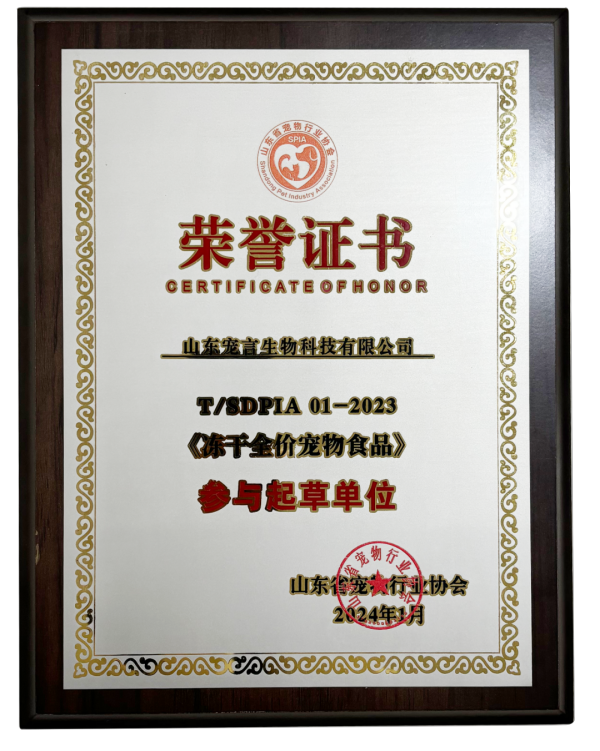 山东省宠物行业协会
SPIA
Shandong Pet Industry Association
荣誉证书
CERTIFICATE OF HONOR
山东宠言生物科技有限公司
T/SDPIA 01-2023
《冻干全价宠物食品》
参与起草单位
山东省宠物行业协会
2024年1月